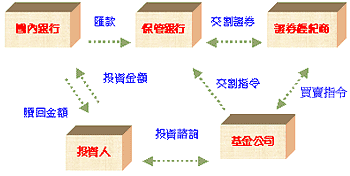 國內銀行
匯款
保管銀行
交割證券
證券經紀商
投資金額
交割指令
買賣指令
贖回金額
投資人
投資諮詢
基金公司